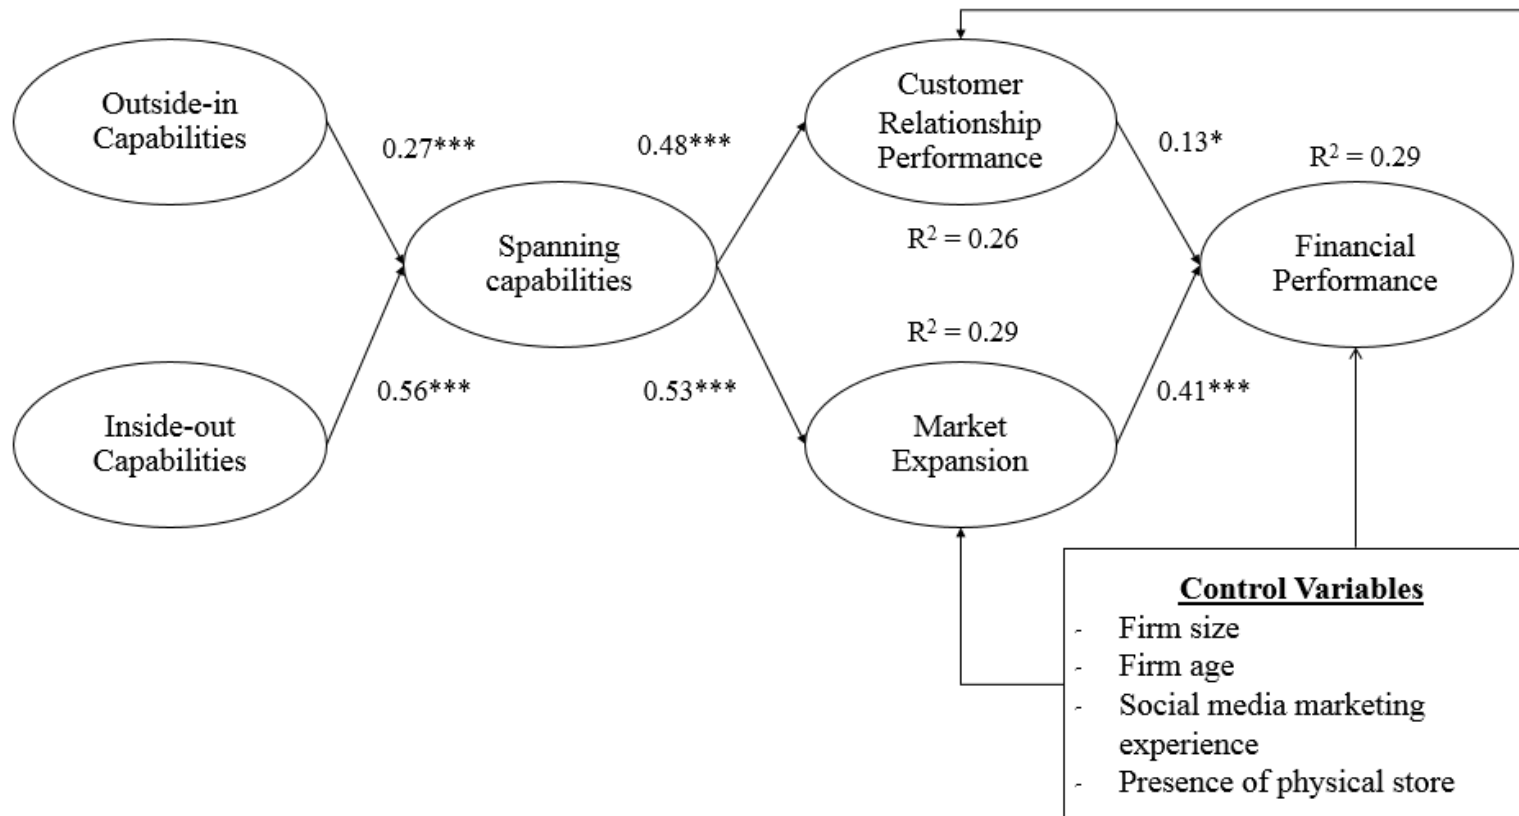 Outside-in
Capabilities
0.27***
Inside-out
Capabilities
0.56***
Spanning
capabilities
0.48***
0.53***
Customer
Relationship
Performance
R² = 0.26
R² = 0.29
Market
Expansion
0.13*
0.41***
R² = 0.29
Financial
Performance
Control Variables
- Firm size
- Firm age
- Social media marketing
experience
- Presence of physical store